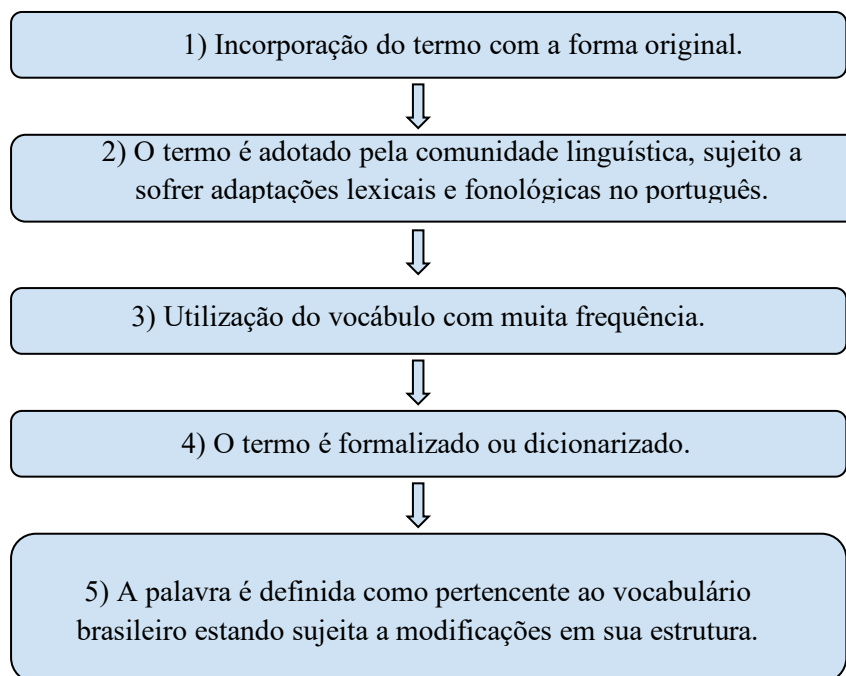 1) Incorporação do termo com a forma original.
2) O termo é adotado pela comunidade linguística, sujeito a
sofrer adaptações lexicais e fonológicas no português.
3) Utilização do vocábulo com muita frequência.
4) O termo é formalizado ou dicionarizado.
5) A palavra é definida como pertencente ao vocabulário
brasileiro estando sujeita a modificações em sua estrutura.